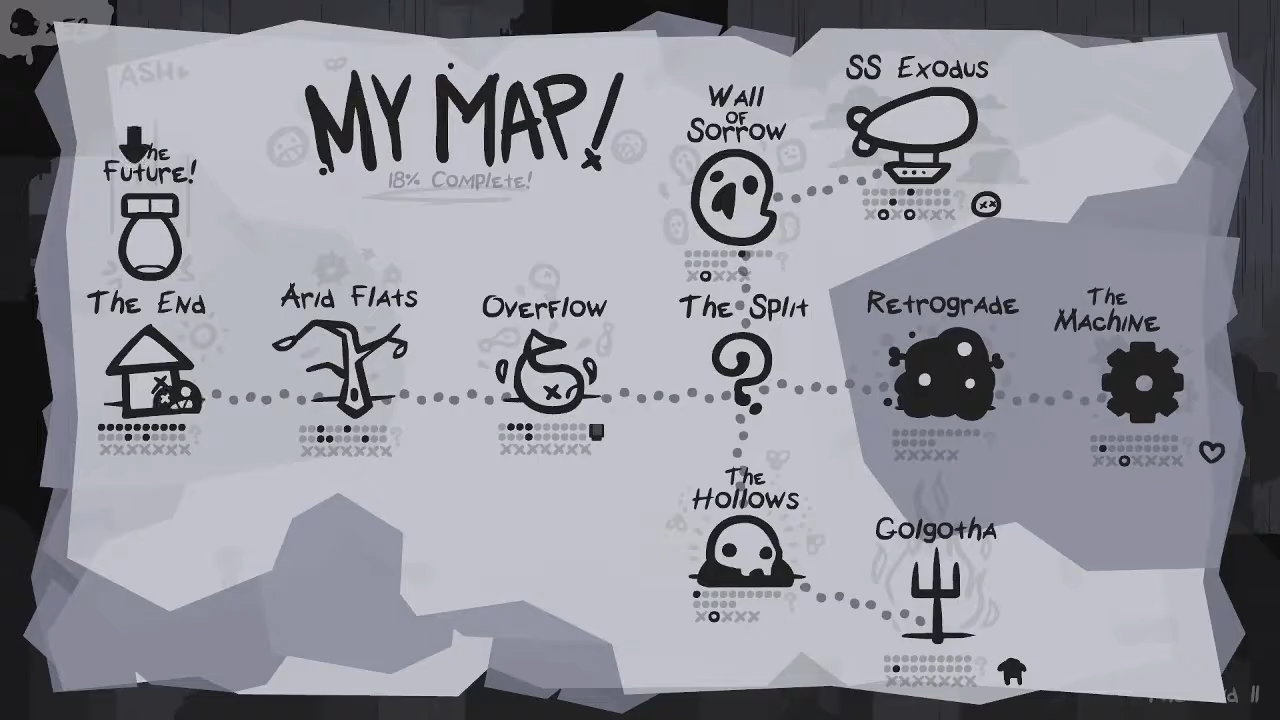 ASH
MY MAP!
18% Complete!
SS Exodus
Wall
of
Sorrow
Future!
The End
Arid Flats
Overflow
The Split
Retrograde
The
Machine
The
Hollows
Golgotha